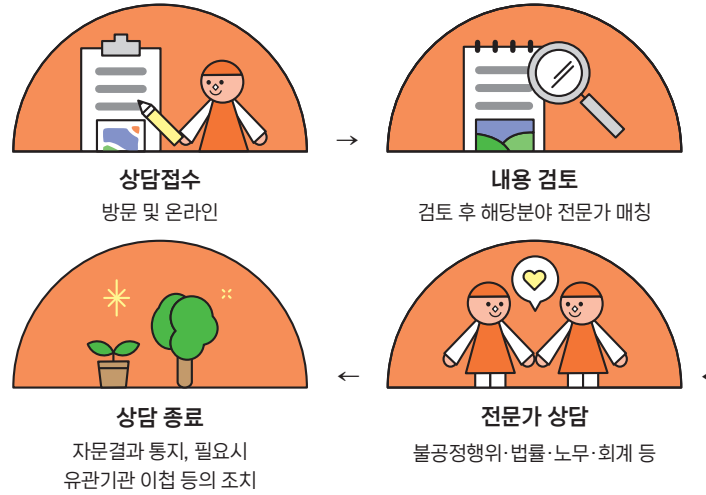 상담접수
방문 및 온라인
→
내용 검토
검토 후 해당분야 전문가 매칭
전문가 상담
불공정행위·법률·노무·회계 등
←
상담 종료
자문결과 통지, 필요시
유관기관 이첩 등의 조치